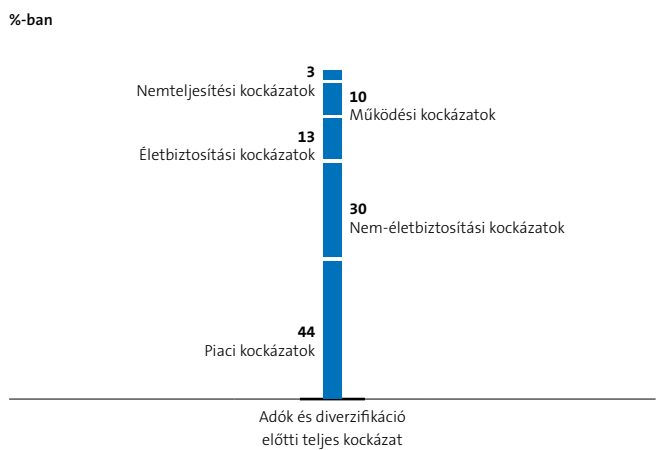 %-ban
3
Nemteljesítési kockázatok
10
Működési kockázatok
13
Életbiztosítási kockázatok
30
Nem-életbiztosítási kockázatok
44
Piaci kockázatok
Adók és diverzifikáció
előtti teljes kockázat